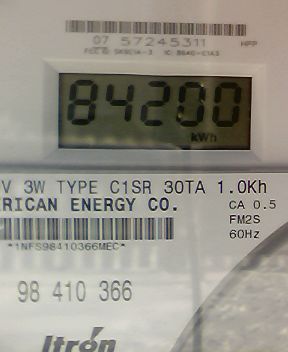 07 57245311 HPP
84200
kWh
V 3W TYPE C1SR 30TA 1.0Kh
RICAN ENERGY CO.
CA 0.5
FM2S
60Hz
*1NFS98410366MEC*
98 410 366
Itron